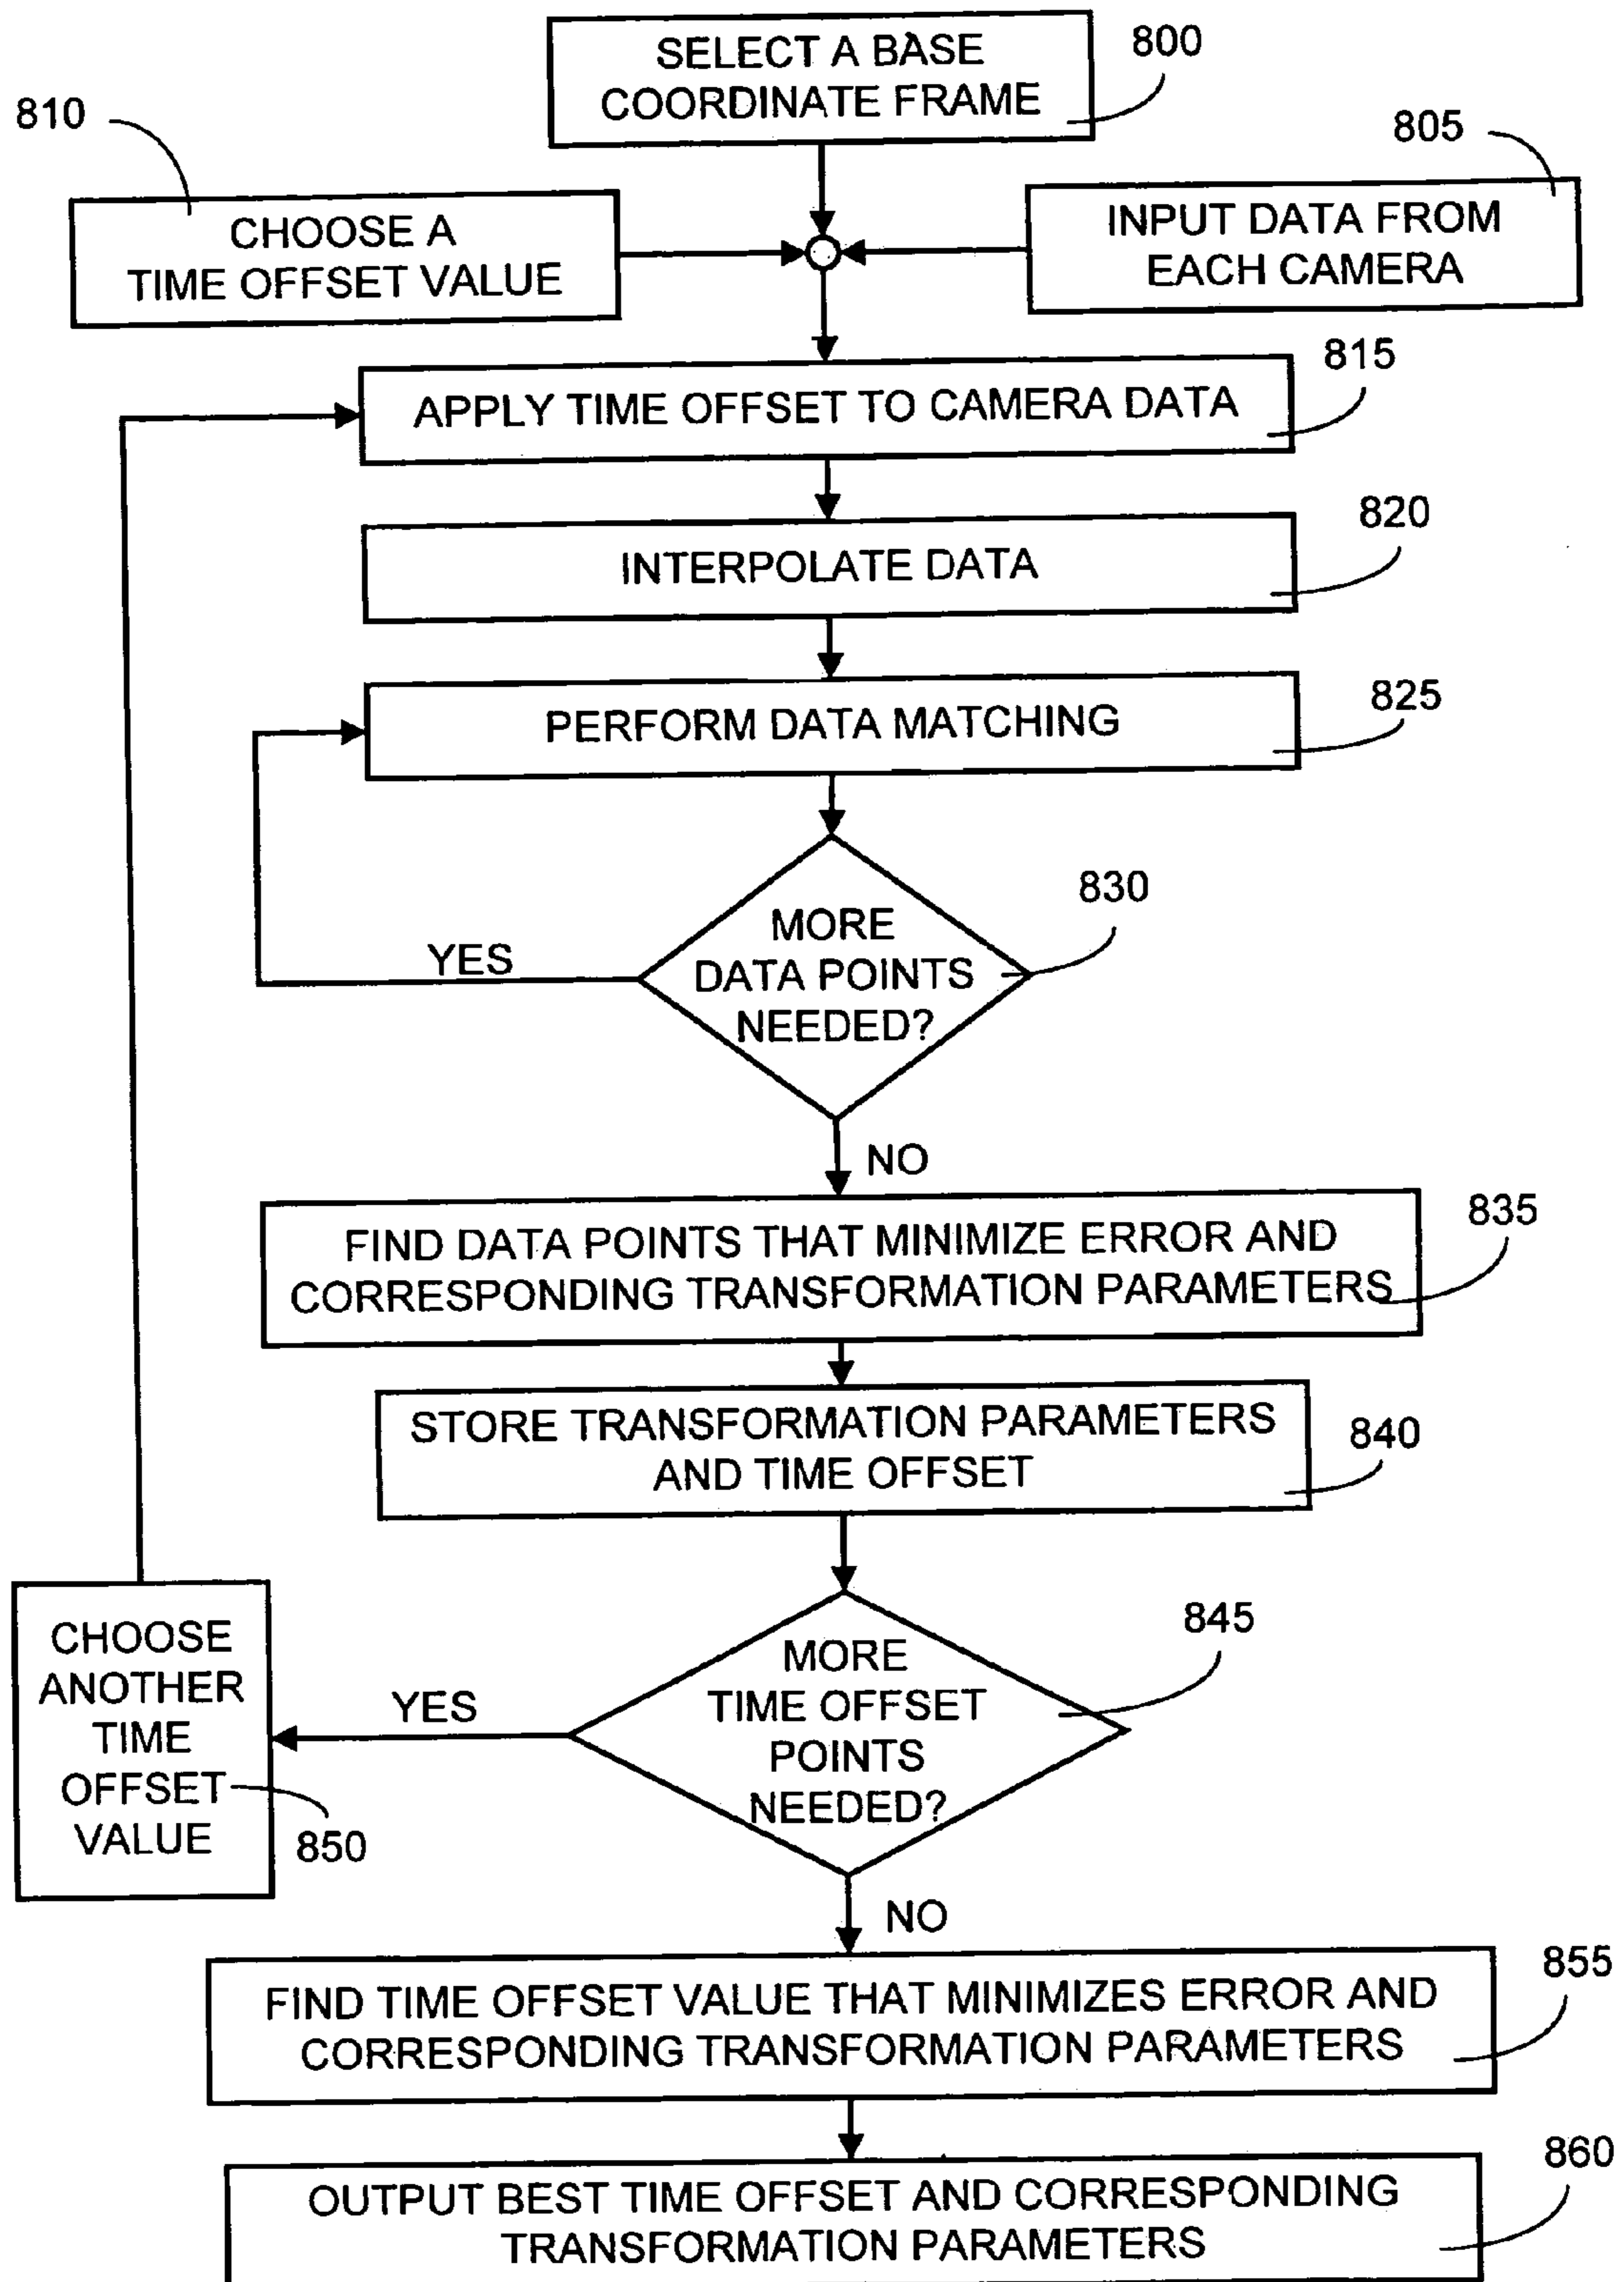 SELECT A BASE
COORDINATE FRAME
800
810
805
CHOOSE A
TIME OFFSET VALUE
INPUT DATA FROM
EACH CAMERA
815
APPLY TIME OFFSET TO CAMERA DATA
820
INTERPOLATE DATA
825
PERFORM DATA MATCHING
830
MORE
DATA POINTS
NEEDED?
YES
NO
835
FIND DATA POINTS THAT MINIMIZE ERROR AND
CORRESPONDING TRANSFORMATION PARAMETERS
STORE TRANSFORMATION PARAMETERS
AND TIME OFFSET
840
845
MORE
TIME OFFSET
POINTS
NEEDED?
YES
CHOOSE
ANOTHER
TIME
OFFSET
VALUE
850
NO
855
FIND TIME OFFSET VALUE THAT MINIMIZES ERROR AND
CORRESPONDING TRANSFORMATION PARAMETERS
860
OUTPUT BEST TIME OFFSET AND CORRESPONDING
TRANSFORMATION PARAMETERS